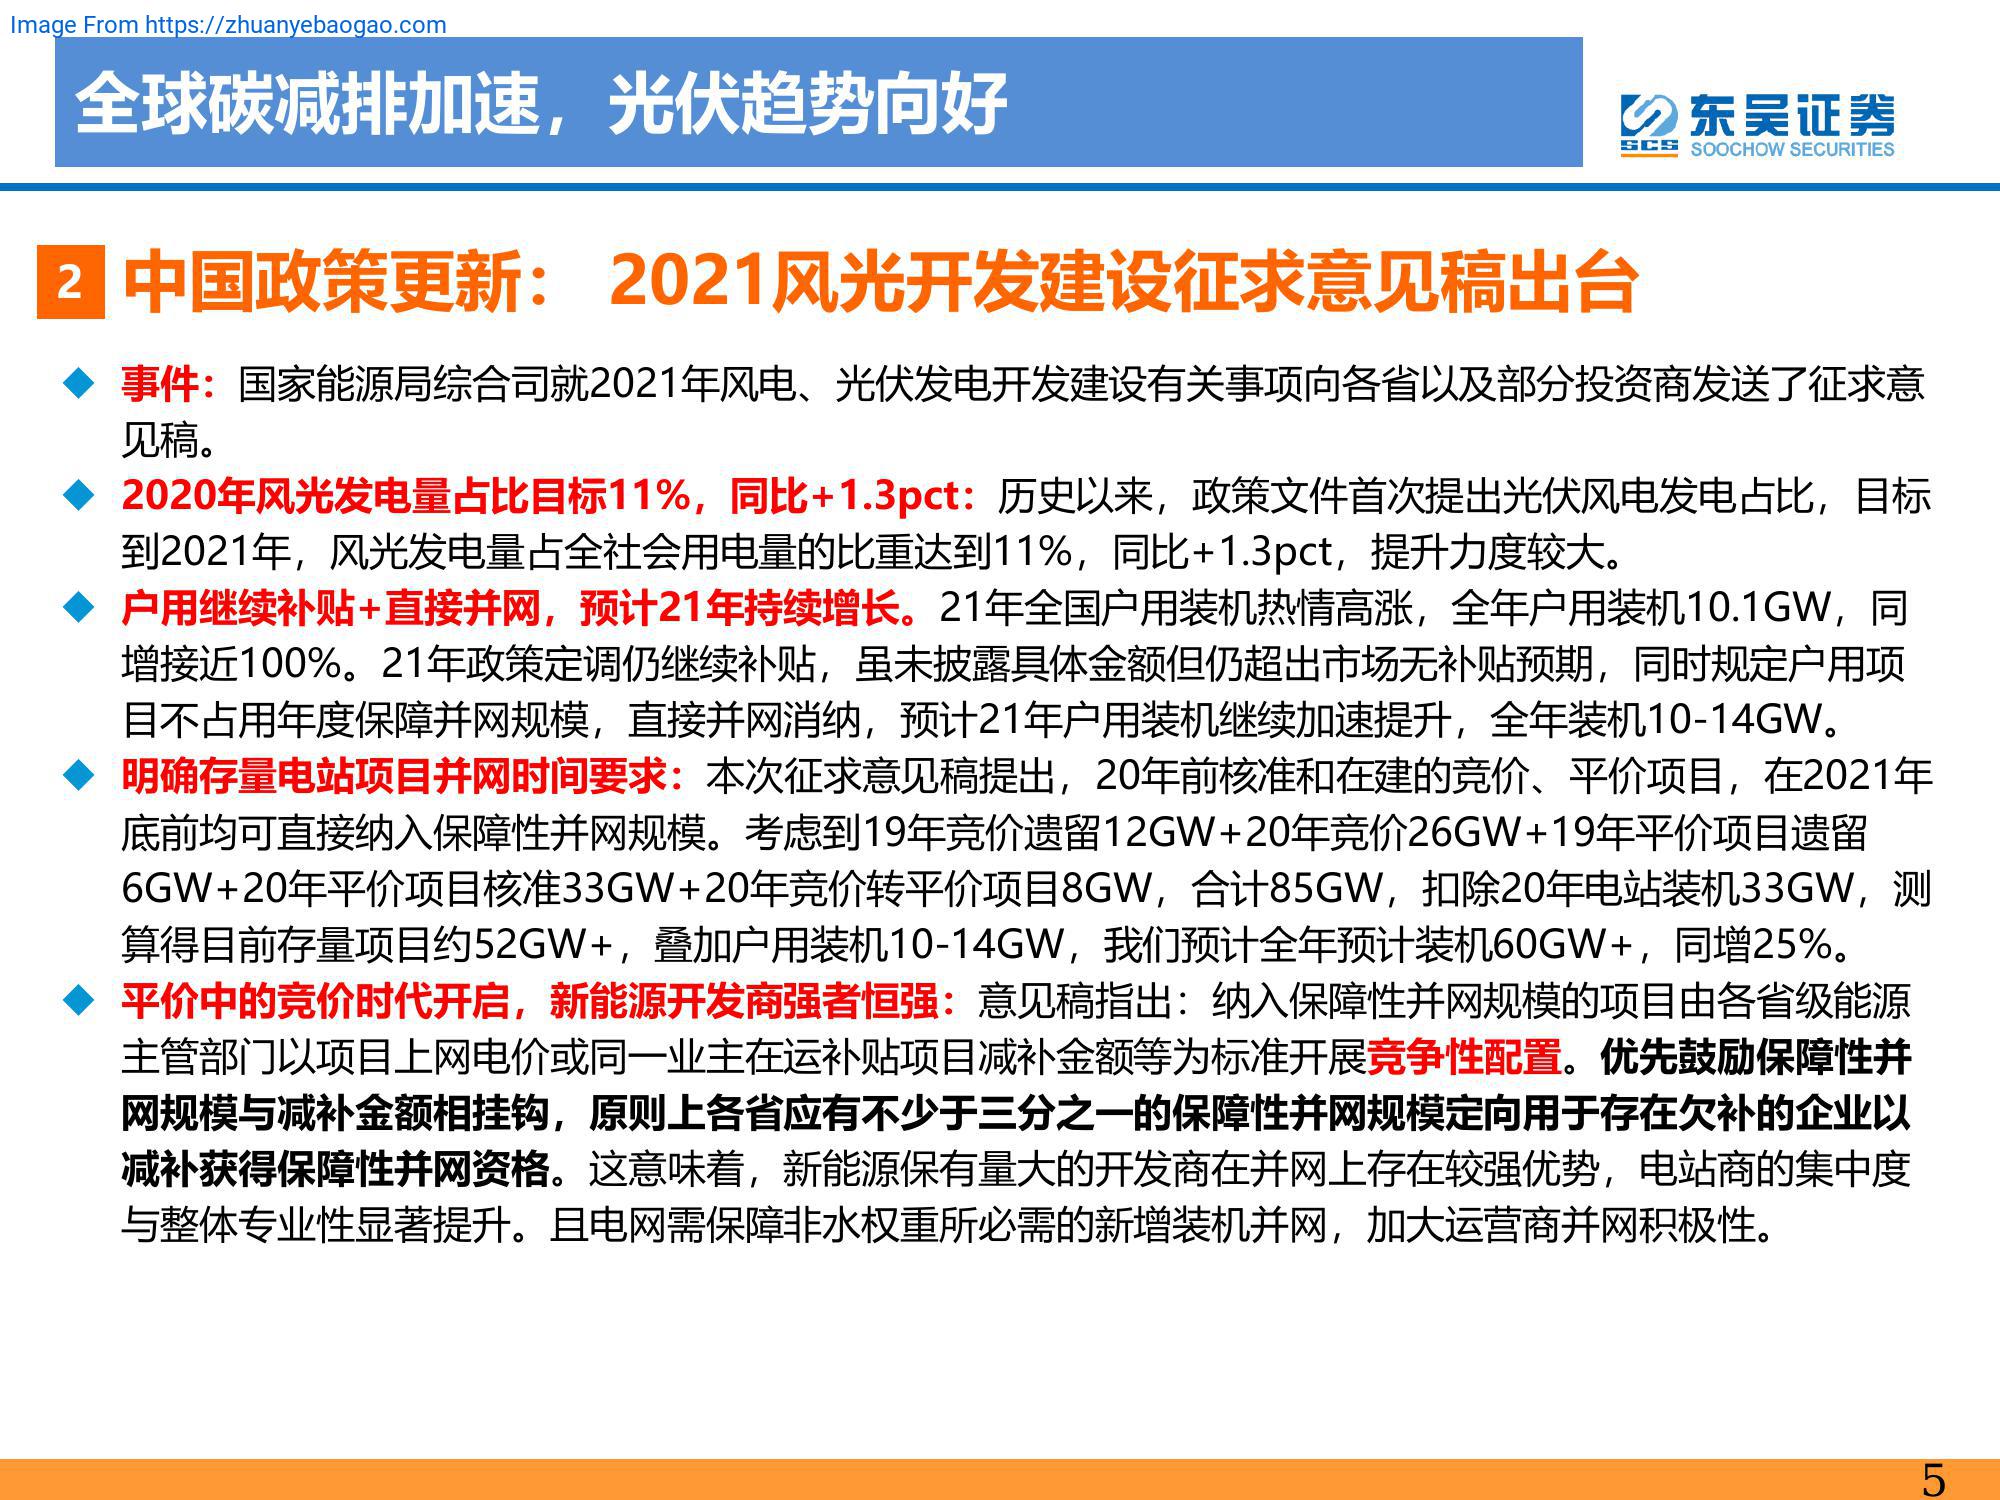 Image From https://zhuanyebaogao.com
全球碳减排加速，光伏趋势向好
东吴证券
SCS
SOOCHOW SECURITIES
2 中国政策更新： 2021风光开发建设征求意见稿出台
◆ 事件：国家能源局综合司就2021年风电、光伏发电开发建设有关事项向各省以及部分投资商发送了征求意
见稿。
◆ 2020年风光发电量占比目标11%，同比+1.3pct：历史以来，政策文件首次提出光伏风电发电占比，目标
到2021年，风光发电量占全社会用电量的比重达到11%，同比+1.3pct，提升力度较大。
◆ 户用继续补贴+直接并网，预计21年持续增长。21年全国户用装机热情高涨，全年户用装机10.1GW，同
增接近100%。21年政策定调仍继续补贴，虽未披露具体金额但仍超出市场无补贴预期，同时规定户用项
目不占用年度保障并网规模，直接并网消纳，预计21年户用装机继续加速提升，全年装机10-14GW。
◆ 明确存量电站项目并网时间要求：本次征求意见稿提出，20年前核准和在建的竞价、平价项目，在2021年
底前均可直接纳入保障性并网规模。考虑到19年竞价遗留12GW+20年竞价26GW+19年平价项目遗留
6GW+20年平价项目核准33GW+20年竞价转平价项目8GW，合计85GW，扣除20年电站装机33GW，测
算得目前存量项目约52GW+，叠加户用装机10-14GW，我们预计全年预计装机60GW+，同增25%。
◆ 平价中的竞价时代开启，新能源开发商强者恒强：意见稿指出：纳入保障性并网规模的项目由各省级能源
主管部门以项目上网电价或同一业主在运补贴项目减补金额等为标准开展竞争性配置。优先鼓励保障性并
网规模与减补金额相挂钩，原则上各省应有不少于三分之一的保障性并网规模定向用于存在欠补的企业以
减补获得保障性并网资格。这意味着，新能源保有量大的开发商在并网上存在较强优势，电站商的集中度
与整体专业性显著提升。且电网需保障非水权重所必需的新增装机并网，加大运营商并网积极性。
5